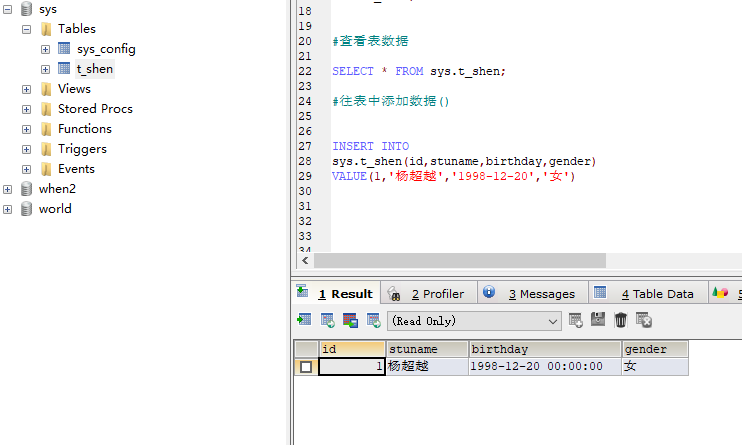 sys
Tables
sys_config
t_shen
Views
Stored Procs
Functions
Triggers
Events
when2
world
18
19
20 #查看表数据
21
22 SELECT * FROM sys.t_shen;
23
24 #往表中添加数据()
25
26
27 INSERT INTO
28 sys.t_shen(id,stuname,birthday,gender)
29 VALUE(1,'杨超越','1998-12-20','女')
30
31
32
33
34
1 Result 2 Profiler 3 Messages 4 Table Data 5
(Read Only)
id stuname birthday gender
1 杨超越 1998-12-20 00:00:00 女